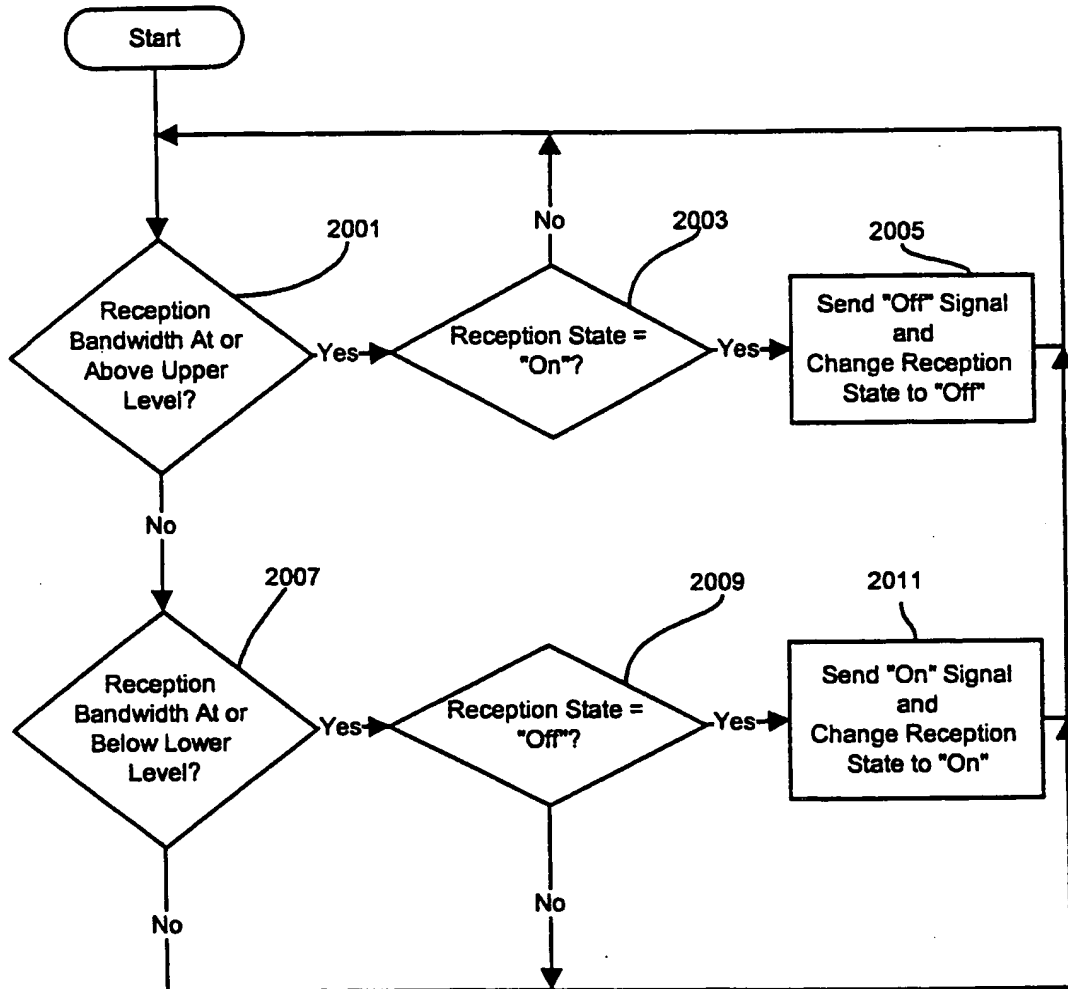 Start
2001
Reception
Bandwidth At or
Above Upper
Level?
Yes
No
2003
Reception State =
"On"?
No
Yes
2005
Send "Off" Signal
and
Change Reception
State to "Off"
2007
Reception
Bandwidth At or
Below Lower
Level?
Yes
No
2009
Reception State =
"Off"?
Yes
No
2011
Send "On" Signal
and
Change Reception
State to "On"